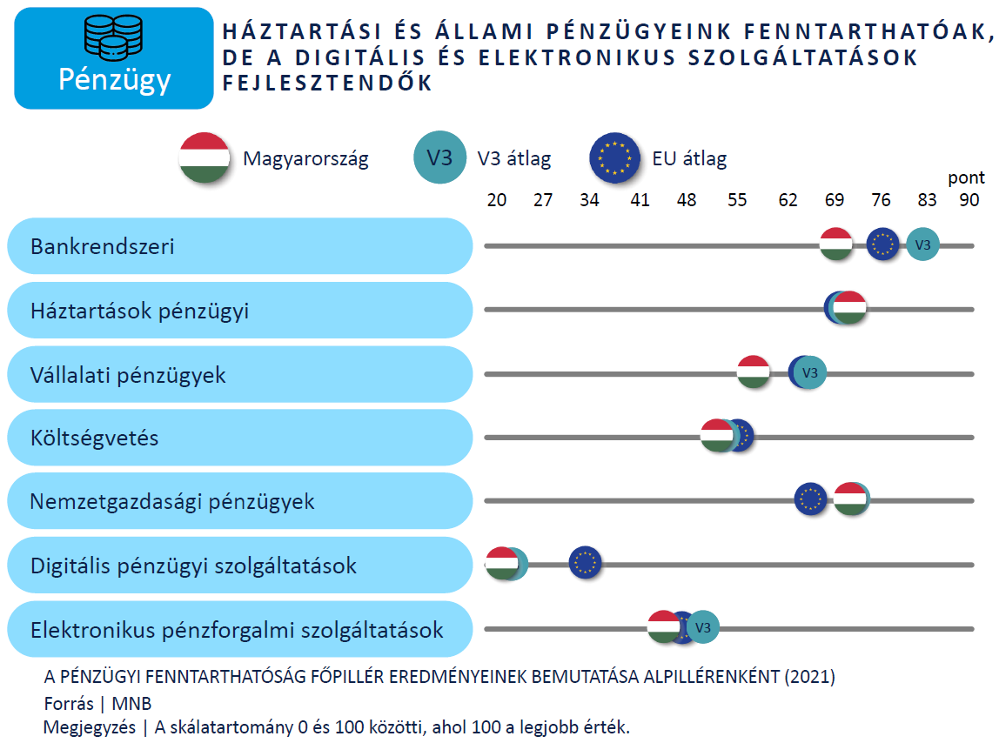 Pénzügy
HÁZTARTÁSI ÉS ÁLLAMI PÉNZÜGYEINK FENNTARTHATÓAK,
DE A DIGITÁLIS ÉS ELEKTRONIKUS SZOLGÁLTATÁSOK
FEJLESZTENDŐK
Magyarország V3 V3 átlag EU átlag
pont
20 27 34 41 48 55 62 69 76 83 90
Bankrendszeri V3
Háztartások pénzügyi
Vállalati pénzügyek V3
Költségvetés
Nemzetgazdasági pénzügyek
Digitális pénzügyi szolgáltatások
Elektronikus pénzforgalmi szolgáltatások V3
A PÉNZÜGYI FENNTARTHATÓSÁG FŐPILLÉR EREDMÉNYEINEK BEMUTATÁSA ALPILLÉRENKÉNT (2021)
Forrás | MNB
Megjegyzés | A skálatartomány 0 és 100 közötti, ahol 100 a legjobb érték.